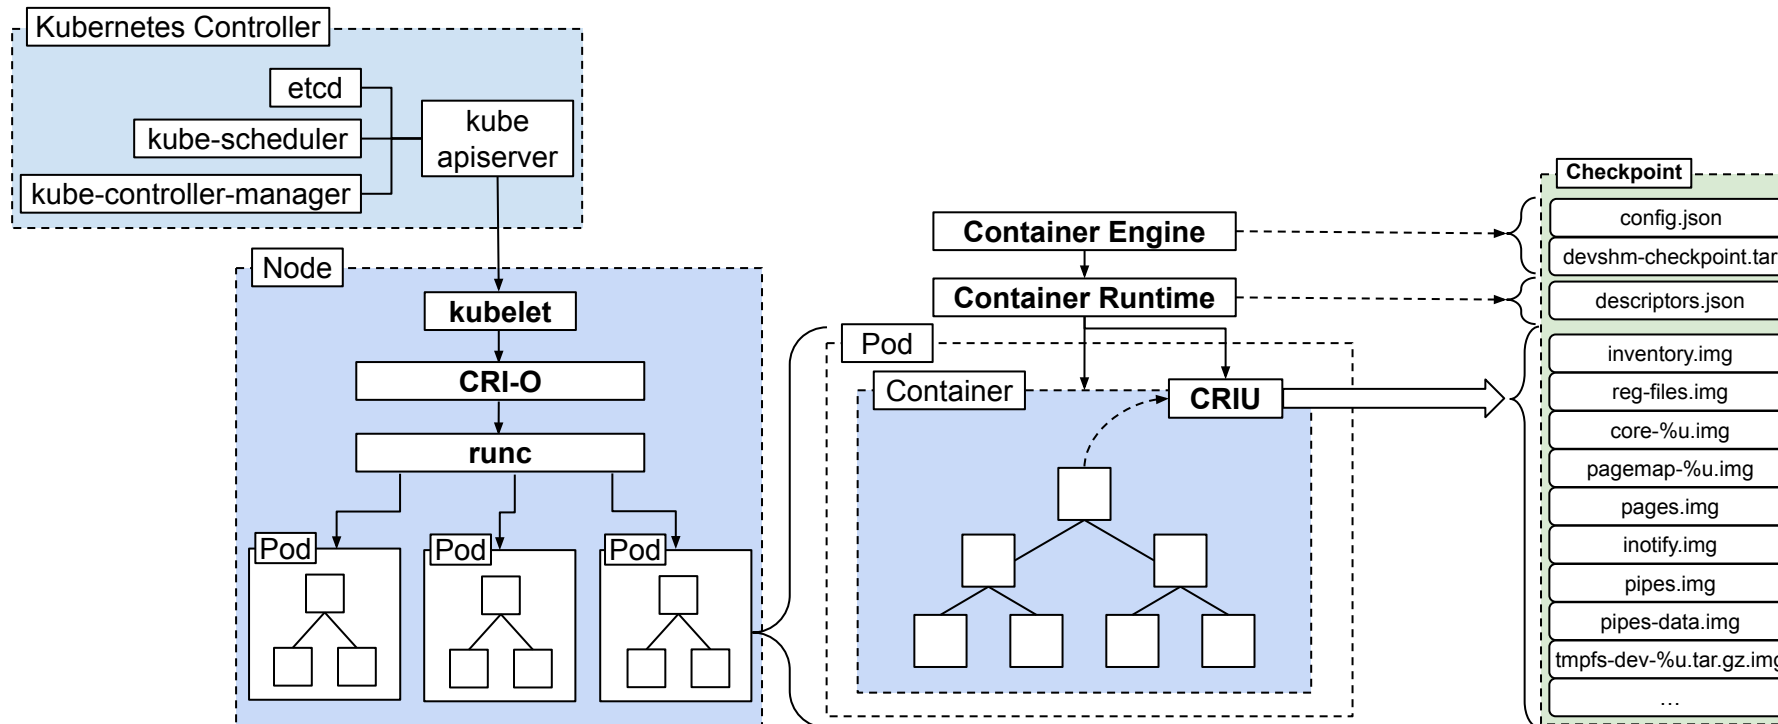 Kubernetes Controller
etcd
kube-scheduler
kube-controller-manager
kube
apiserver
Node
kubelet
CRI-O
runc
Pod
Pod
Pod
Container Engine
Container Runtime
Pod
Container
CRIU
Checkpoint
config.json
devshm-checkpoint.tar
descriptors.json
inventory.img
reg-files.img
core-%u.img
pagemap-%u.img
pages.img
inotify.img
pipes.img
pipes-data.img
tmpfs-dev-%u.tar.gz.img
...